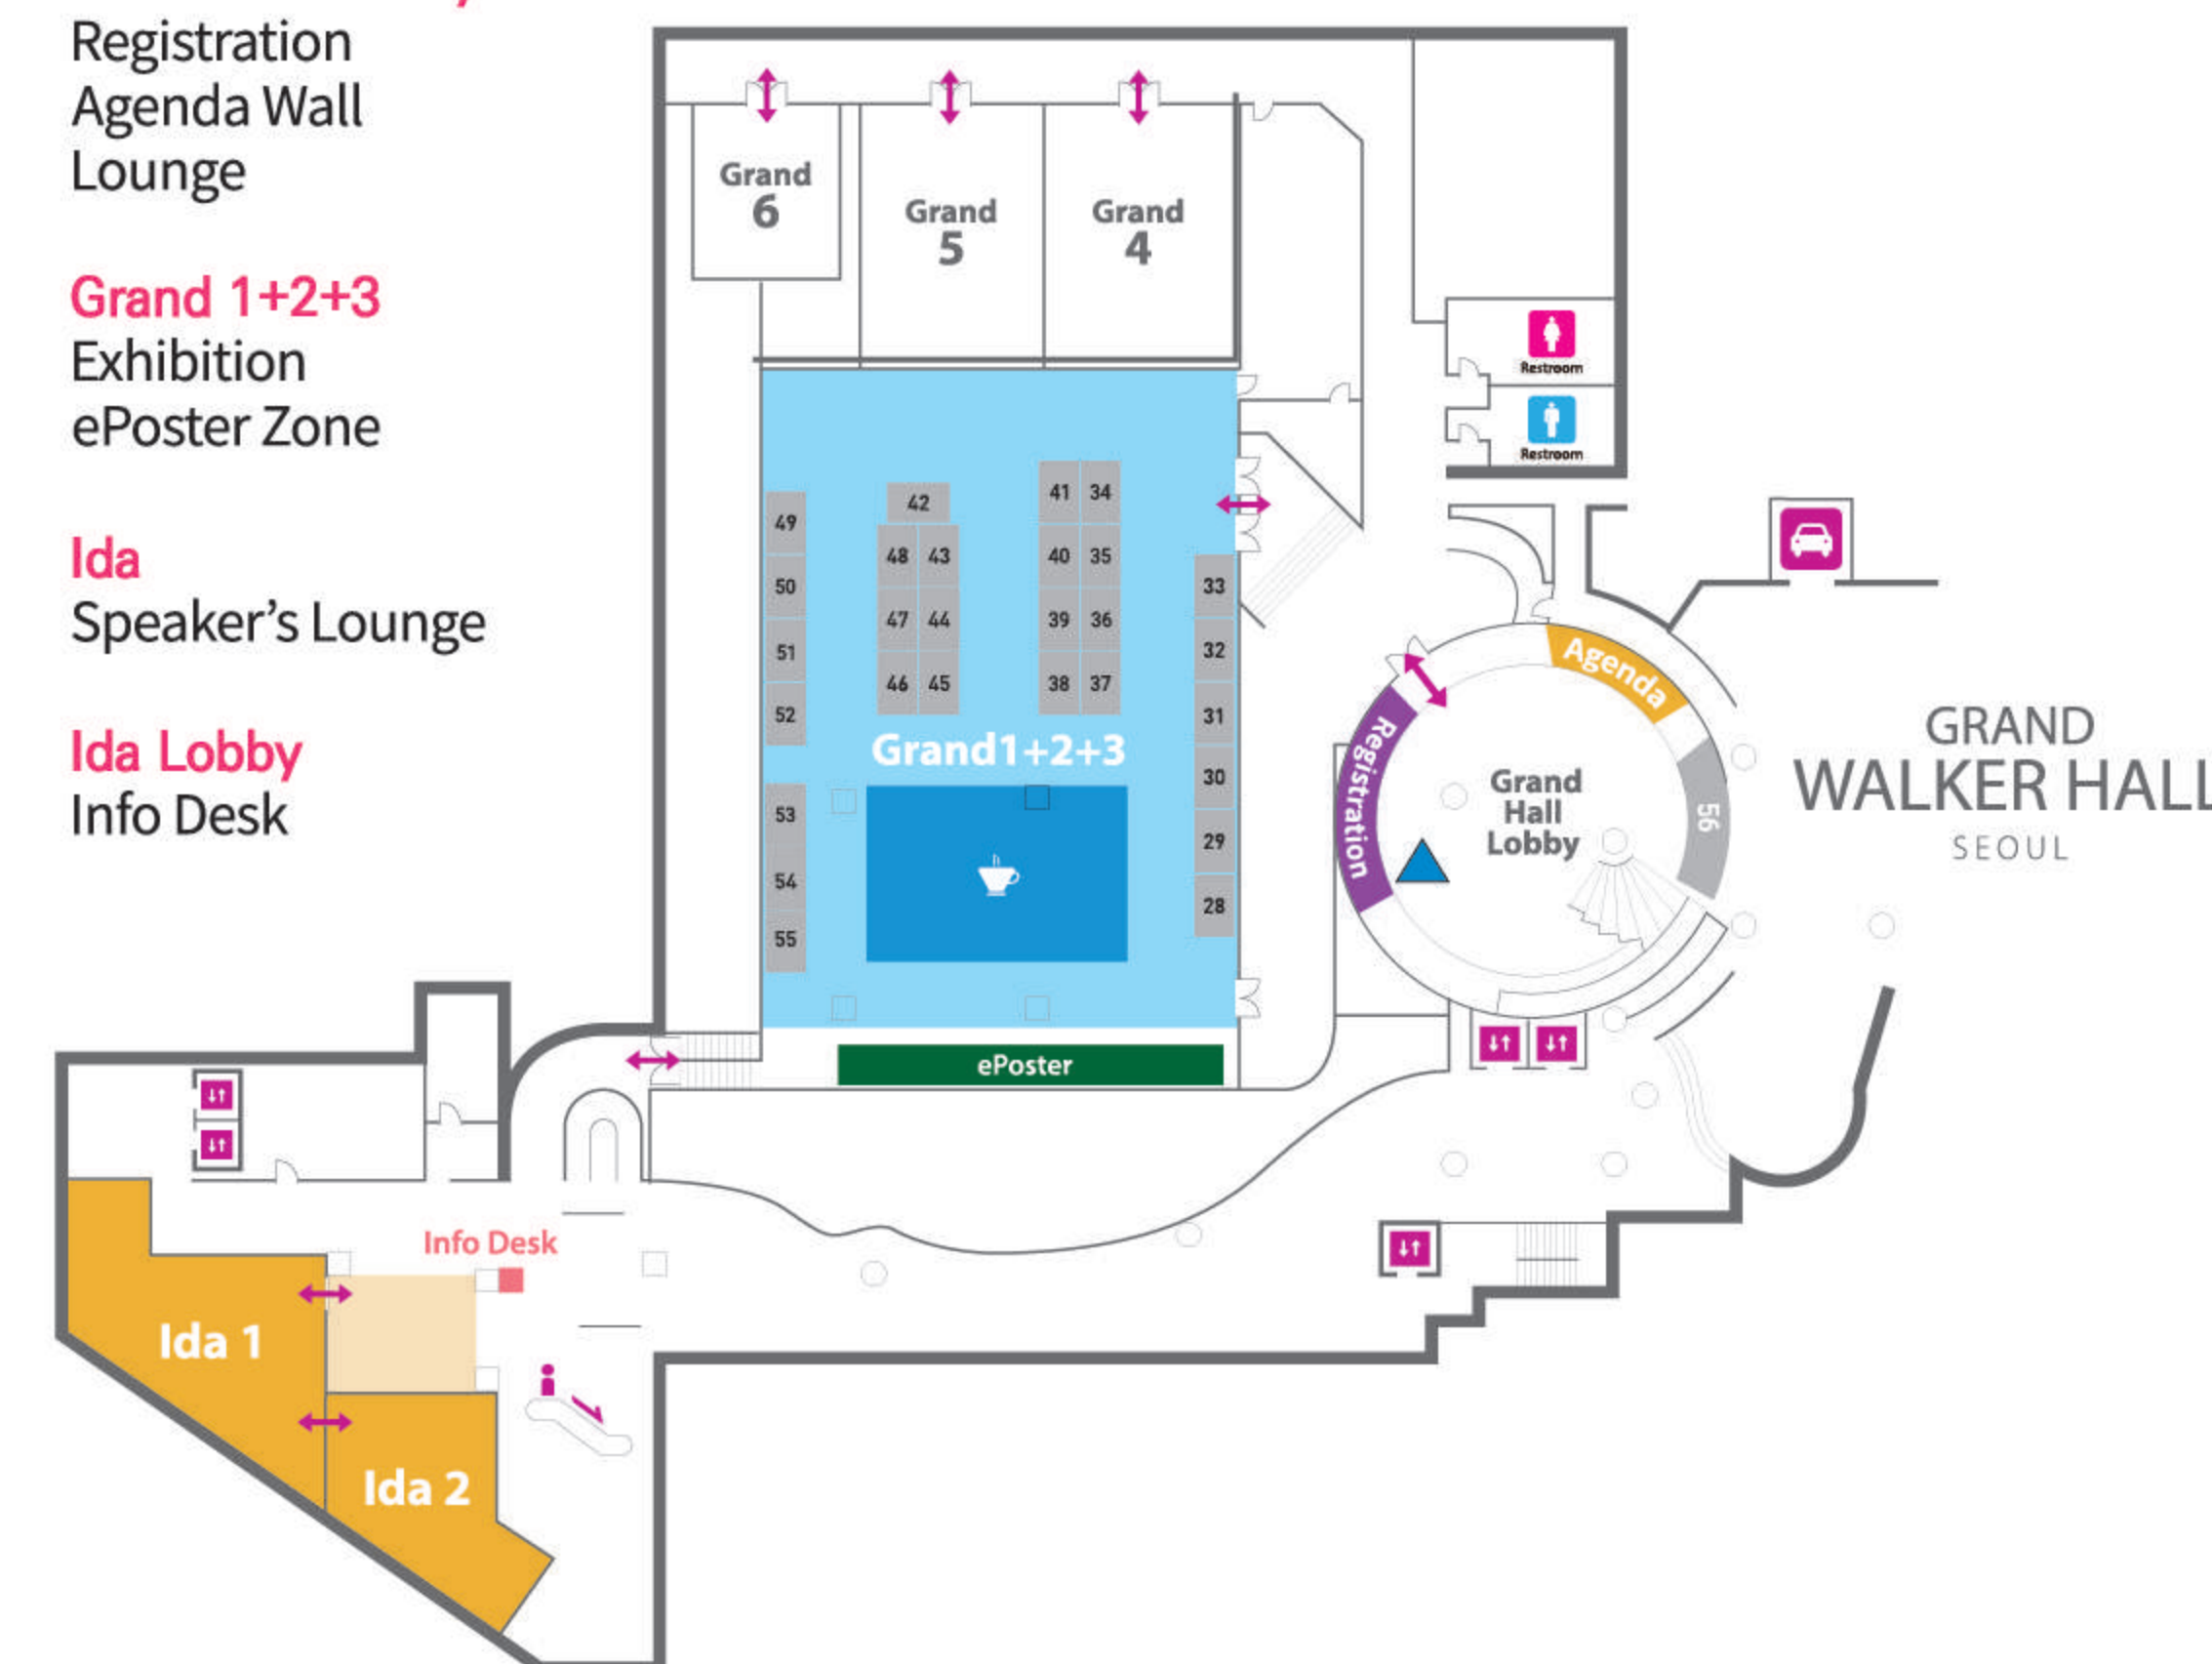 Registration
Agenda Wall
Lounge
Grand 1+2+3
Exhibition
ePoster Zone
Ida
Speaker's Lounge
Ida Lobby
Info Desk
Grand
6
Grand
5
Grand
4
Restroom
Restroom
49
50
51
52
53
54
55
42
48 43
47 44
46 45
41 34
40 35
39 36
38 37
33
32
31
30
29
28
Grand1+2+3
ePoster
Agenda
Registration
56
Grand
Hall
Lobby
GRAND
WALKER HALL
SEOUL
Info Desk
Ida 1
Ida 2